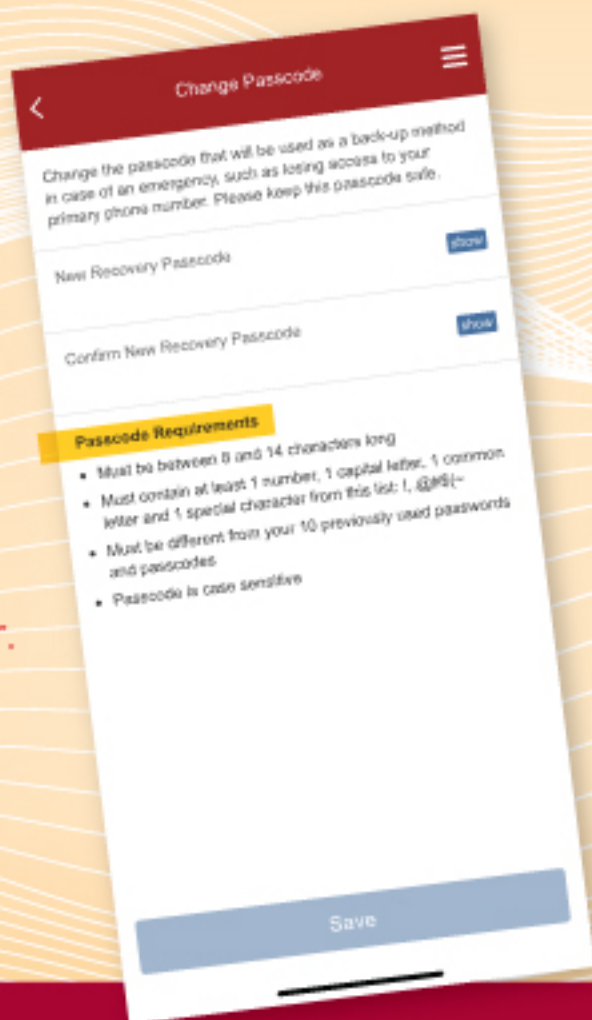 Change Passcode
Change the passcode that will be used as a back-up method
in case of an emergency, such as losing access to your
primary phone number. Please keep this passcode safe.
New Recovery Passcode
show
Confirm New Recovery Passcode
show
Passcode Requirements
• Must be between 8 and 14 characters long
• Must contain at least 1 number, 1 capital letter, 1 common
letter and 1 special character from this list:
• Must be different from your 10 previously used passwords
and passcodes
• Passcode is case sensitive
Save